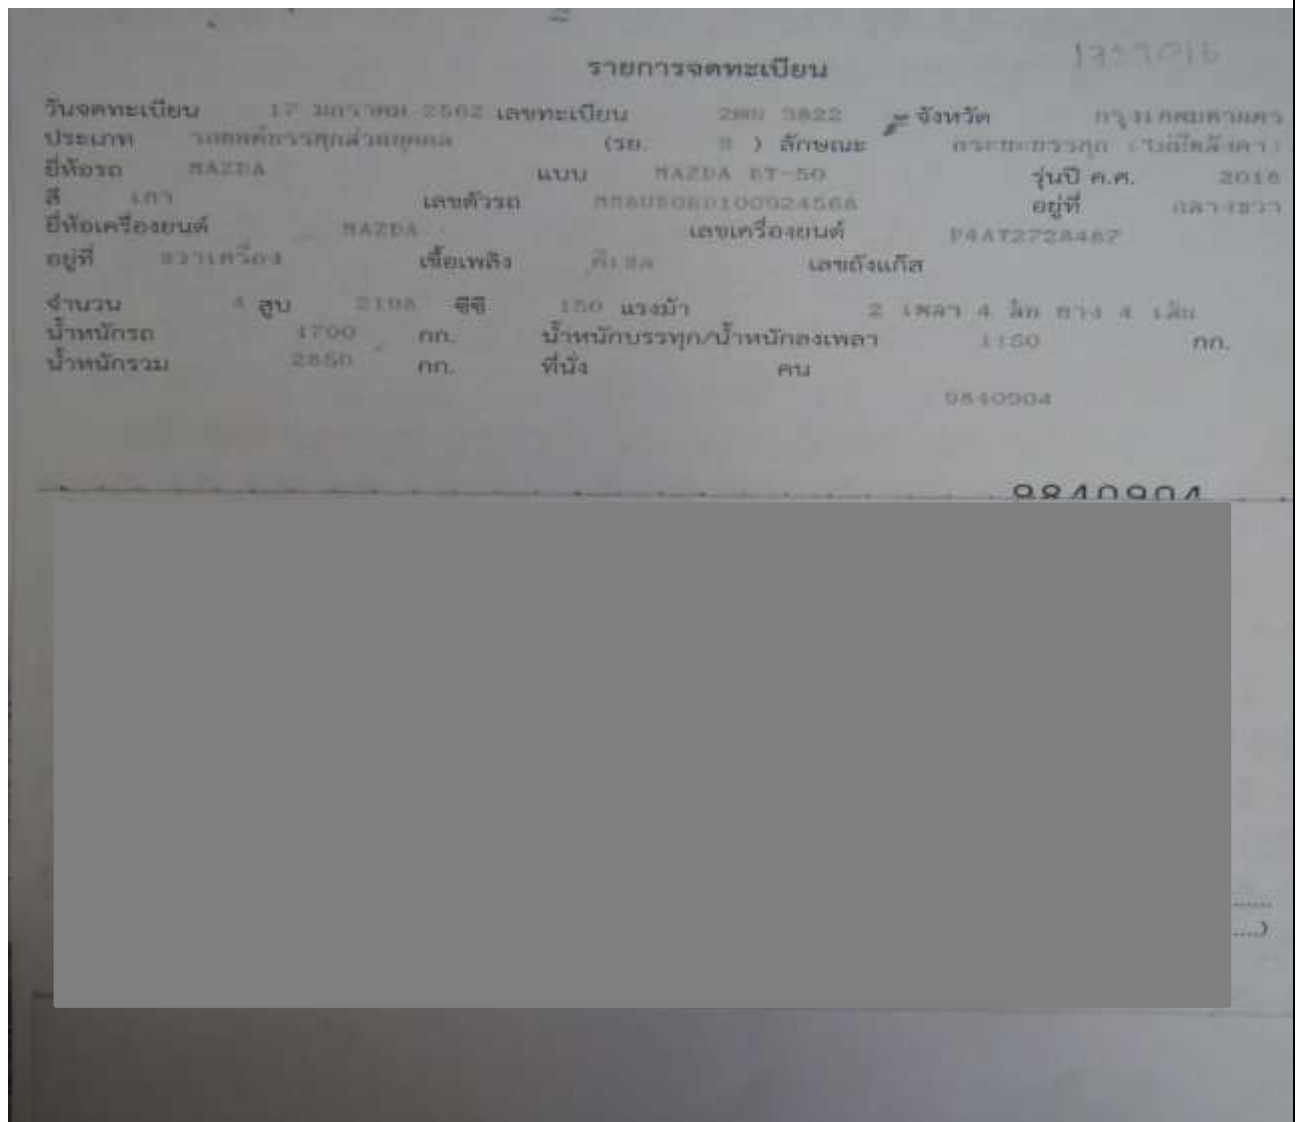 รายการจดทะเบียน
วันจดทะเบียน 17 มกราคม 2562 เลขทะเบียน 3822 จังหวัด กรุงเทพมหานคร
ประเภท รถยนต์บรรทุกส่วนบุคคล (รย. 3 ) ลักษณะ กระบะบรรทุก (ไม่มีหลังคา)
ยี่ห้อรถ MAZDA แบบ MAZDA BT-50 รุ่นปี ค.ศ. 2018
สี เทา เลขตัวรถ อยู่ที่ กลางขวา
ยี่ห้อเครื่องยนต์ MAZDA เลขเครื่องยนต์ P4AT2728467
อยู่ที่ ขวาเครื่อง เชื้อเพลิง ดีเซล เลขถังแก๊ส
จำนวน 4 สูบ 2198 ซีซี 150 แรงม้า 2 เพลา 4 ล้อ ยาง 4 เส้น
น้ำหนักรถ 1700 กก. น้ำหนักบรรทุก/น้ำหนักลงเพลา 1150 กก.
น้ำหนักรวม 2850 กก. ที่นั่ง คน
9840904
9840904